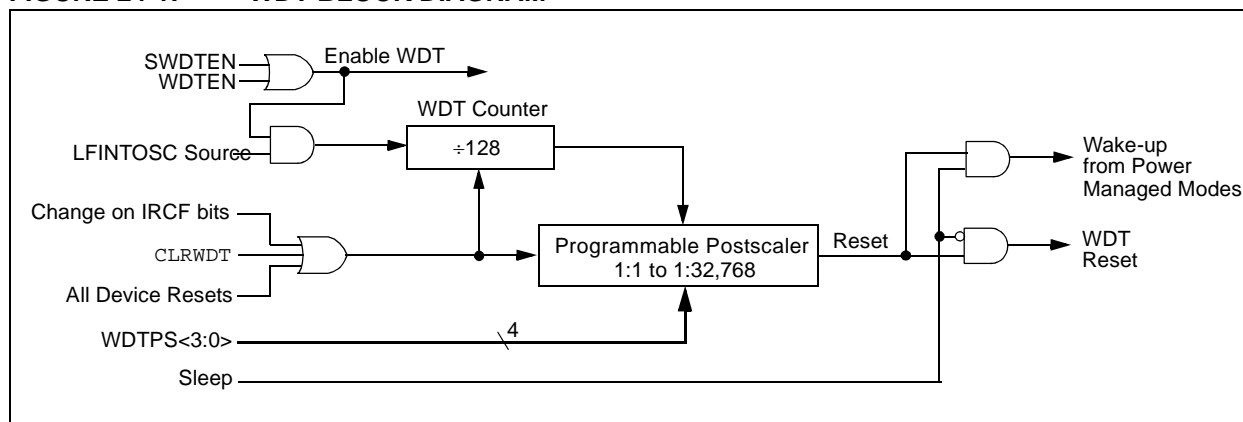 SWDTEN
WDTEN
Enable WDT
WDT Counter
LFINTOSC Source
÷128
Wake-up
from Power
Managed Modes
Change on IRCF bits
CLRWDT
All Device Resets
Programmable Postscaler
1:1 to 1:32,768
Reset
WDT
Reset
WDTPS<3:0>
4
Sleep